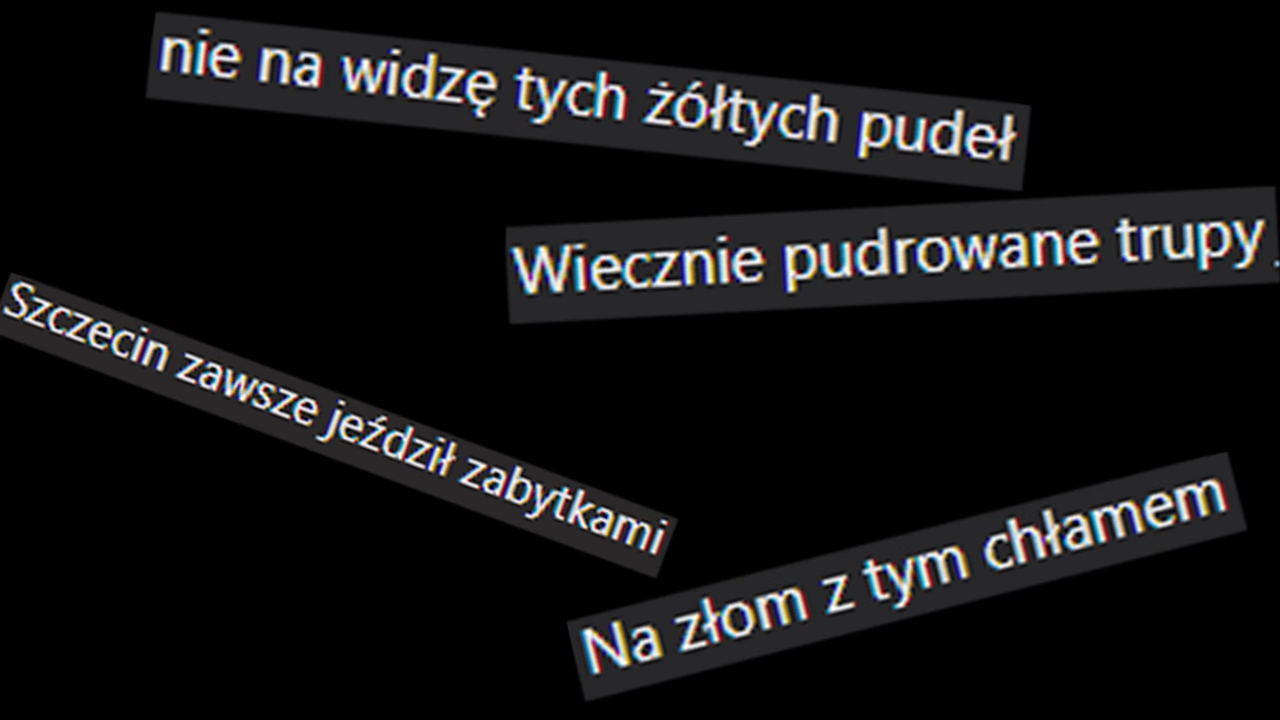 nie na widzę tych żółtych pudeł
Wiecznie pudrowane trupy
Szczecin zawsze jeździł zabytkami
Na złom z tym chłamem